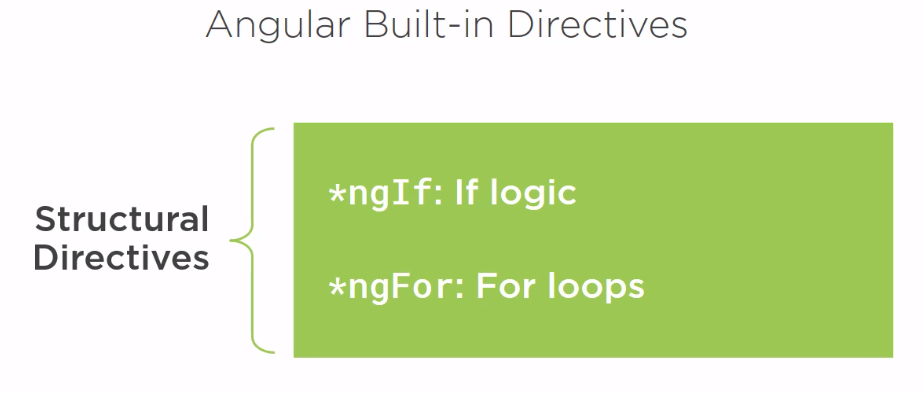 Angular Built-in Directives
Structural
Directives
*ngIf: If logic
*ngFor: For loops